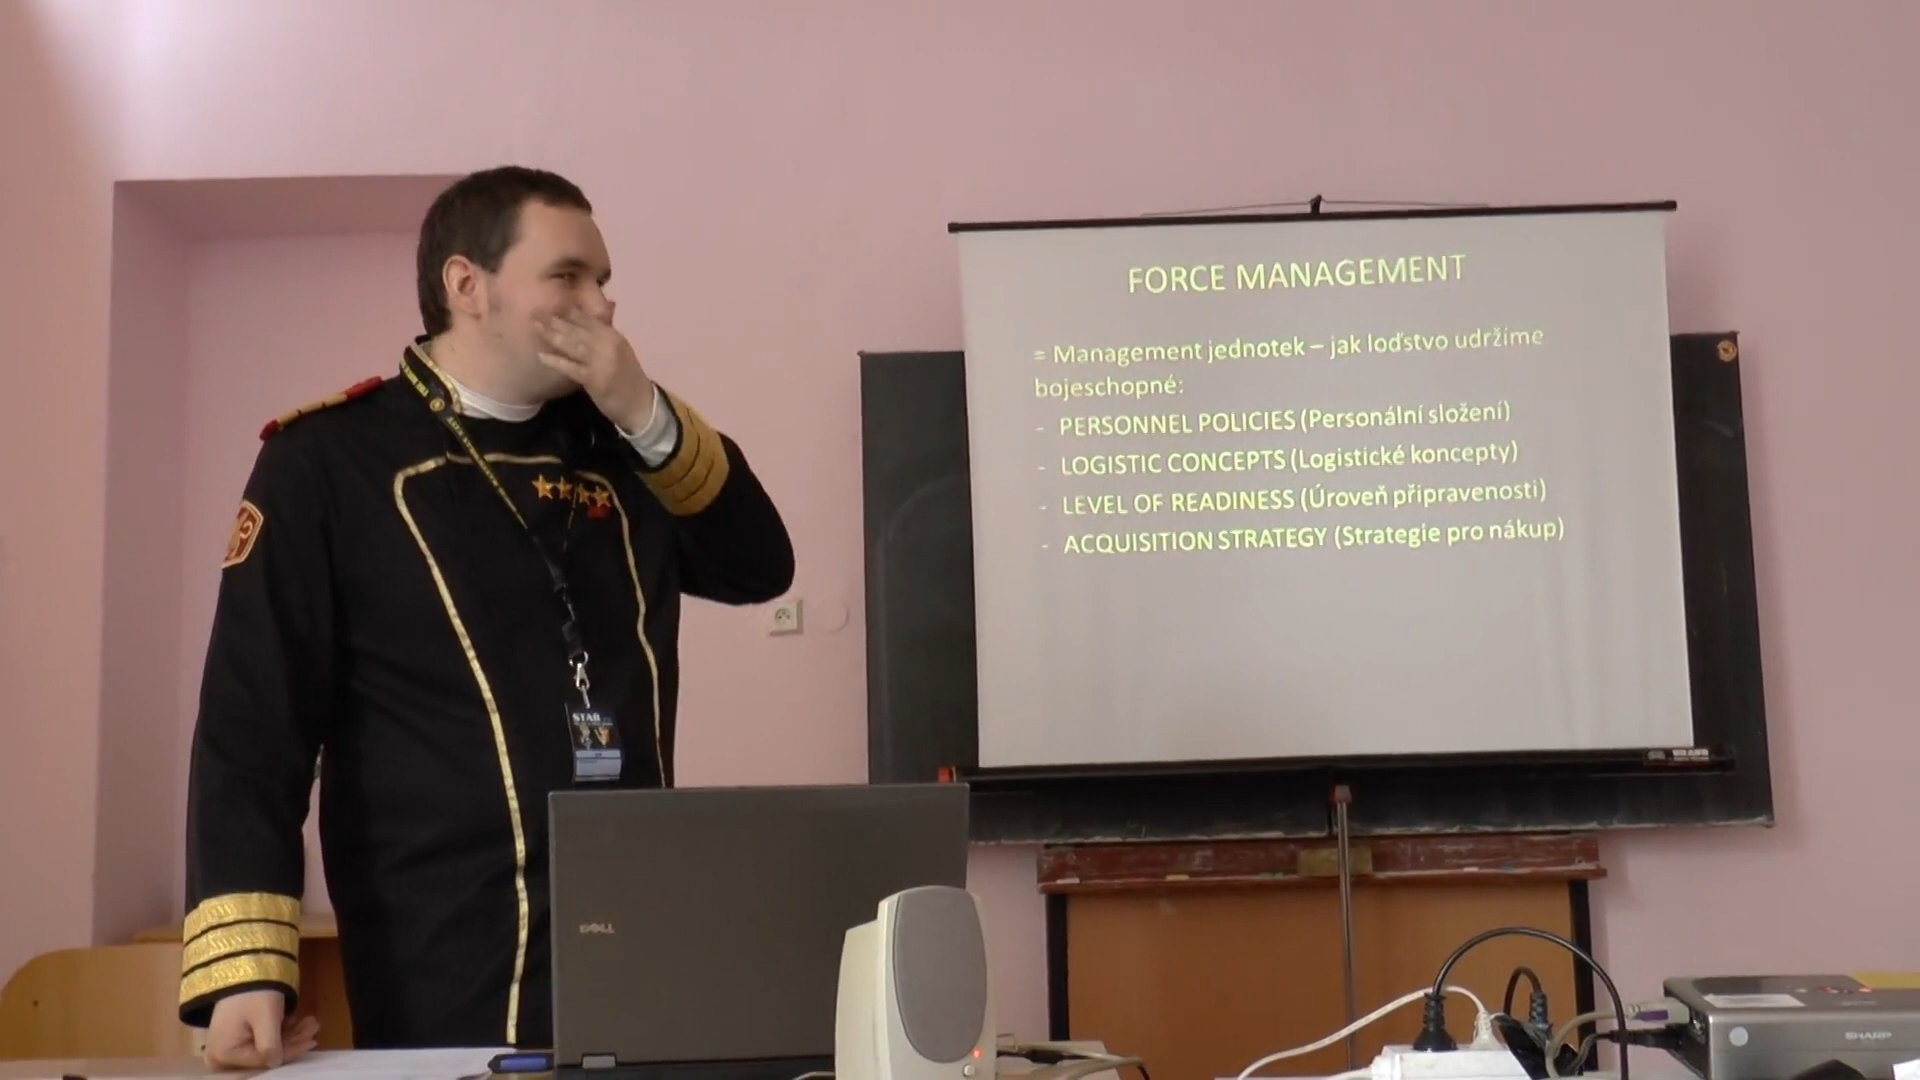 FORCE MANAGEMENT
= Management jednotek – jak loďstvo udržíme
bojeschopné:
- PERSONNEL POLICIES (Personální složení)
- LOGISTIC CONCEPTS (Logistické koncepty)
- LEVEL OF READINESS (Úroveň připravenosti)
- ACQUISITION STRATEGY (Strategie pro nákup)
STAR
DELL
SHARP